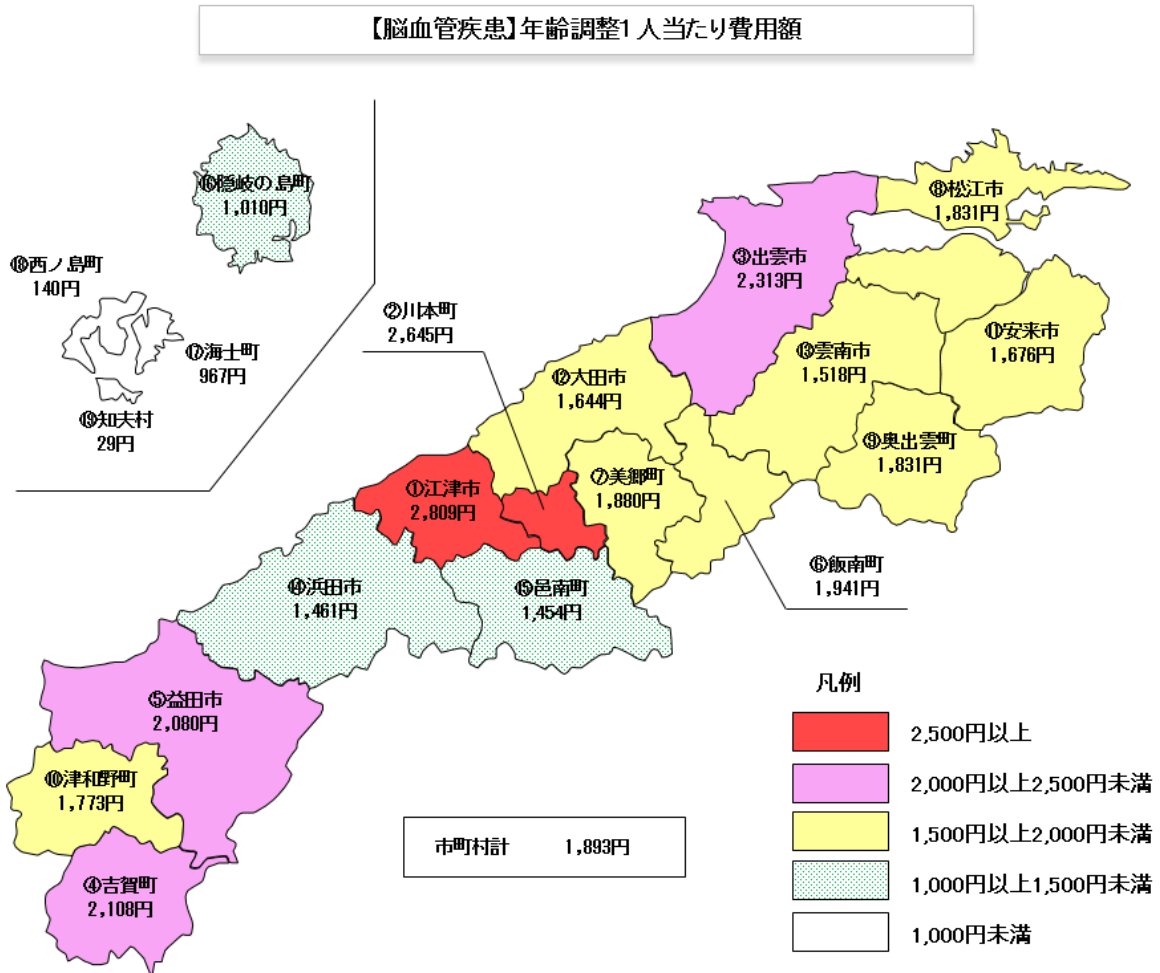 【脳血管疾患】年齢調整1人当たり費用額
⑯隠岐の島町
1,010円
⑱西ノ島町
140円
⑰海士町
967円
⑲知夫村
29円
⑧松江市
1,831円
③出雲市
2,313円
②川本町
2,645円
⑪安来市
1,676円
⑬雲南市
1,518円
⑫大田市
1,644円
⑨奥出雲町
1,831円
⑦美郷町
1,880円
①江津市
2,809円
⑥飯南町
1,941円
⑭浜田市
1,461円
⑮邑南町
1,454円
⑤益田市
2,080円
⑩津和野町
1,773円
④吉賀町
2,108円
市町村計 1,893円
凡例
2,500円以上
2,000円以上2,500円未満
1,500円以上2,000円未満
1,000円以上1,500円未満
1,000円未満